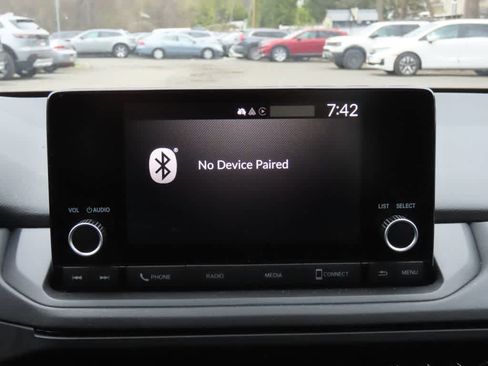 7:42
No Device Paired
VOL
AUDIO
LIST
SELECT
PHONE
RADIO
MEDIA
CONNECT
MENU